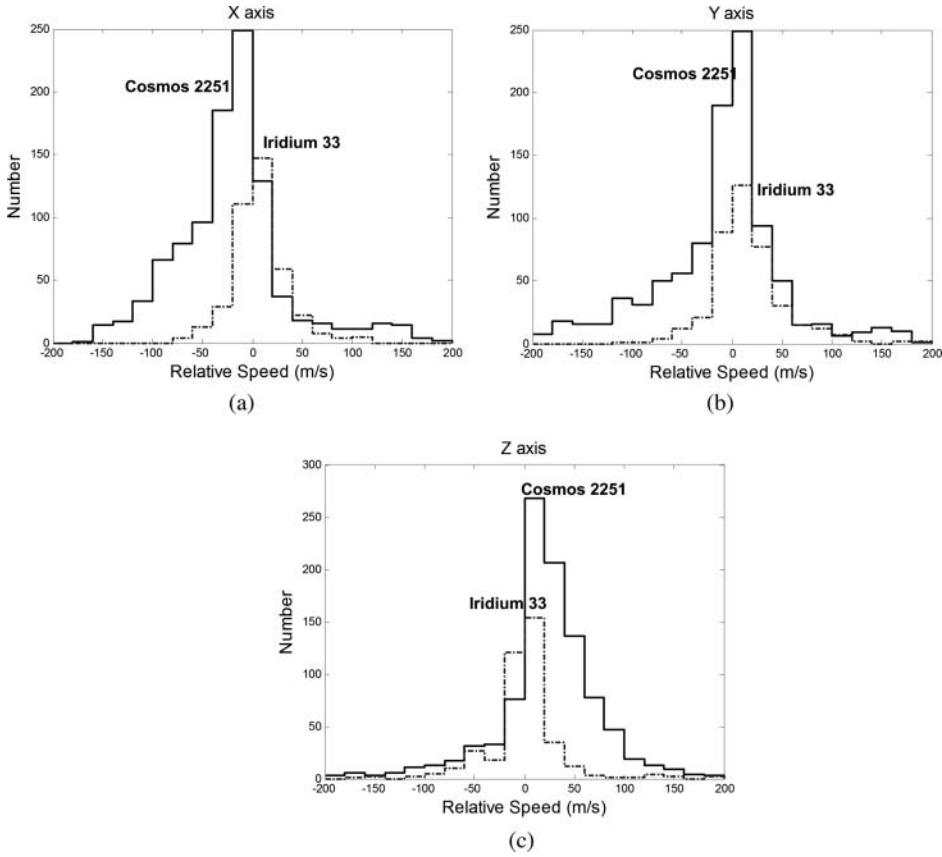 X axis
250
200
150
100
50
0
Number
Cosmos 2251
Iridium 33
-200 -150 -100 -50 0 50 100 150 200
Relative Speed (m/s)
(a)
Y axis
250
200
150
100
50
0
Number
Cosmos 2251
Iridium 33
-200 -150 -100 -50 0 50 100 150 200
Relative Speed (m/s)
(b)
Z axis
300
250
200
150
100
50
0
Number
Cosmos 2251
Iridium 33
-200 -150 -100 -50 0 50 100 150 200
Relative Speed (m/s)
(c)